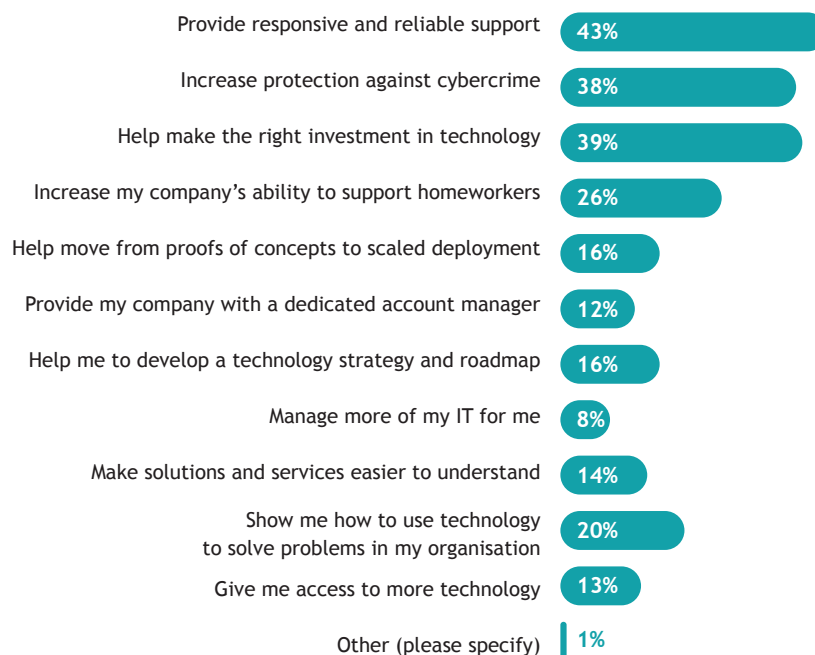 Provide responsive and reliable support 43%
Increase protection against cybercrime 38%
Help make the right investment in technology 39%
Increase my company’s ability to support homeworkers 26%
Help move from proofs of concepts to scaled deployment 16%
Provide my company with a dedicated account manager 12%
Help me to develop a technology strategy and roadmap 16%
Manage more of my IT for me 8%
Make solutions and services easier to understand 14%
Show me how to use technology
to solve problems in my organisation 20%
Give me access to more technology 13%
Other (please specify) 1%